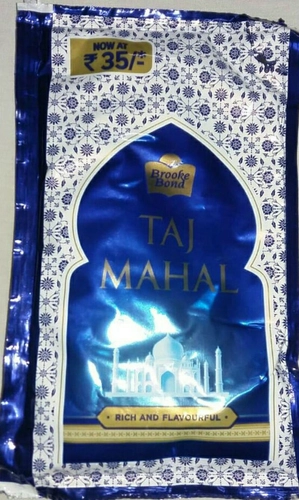 NOW AT
₹ 35/*
Brooke
Bond
TAJ
MAHAL
RICH AND FLAVOURFUL